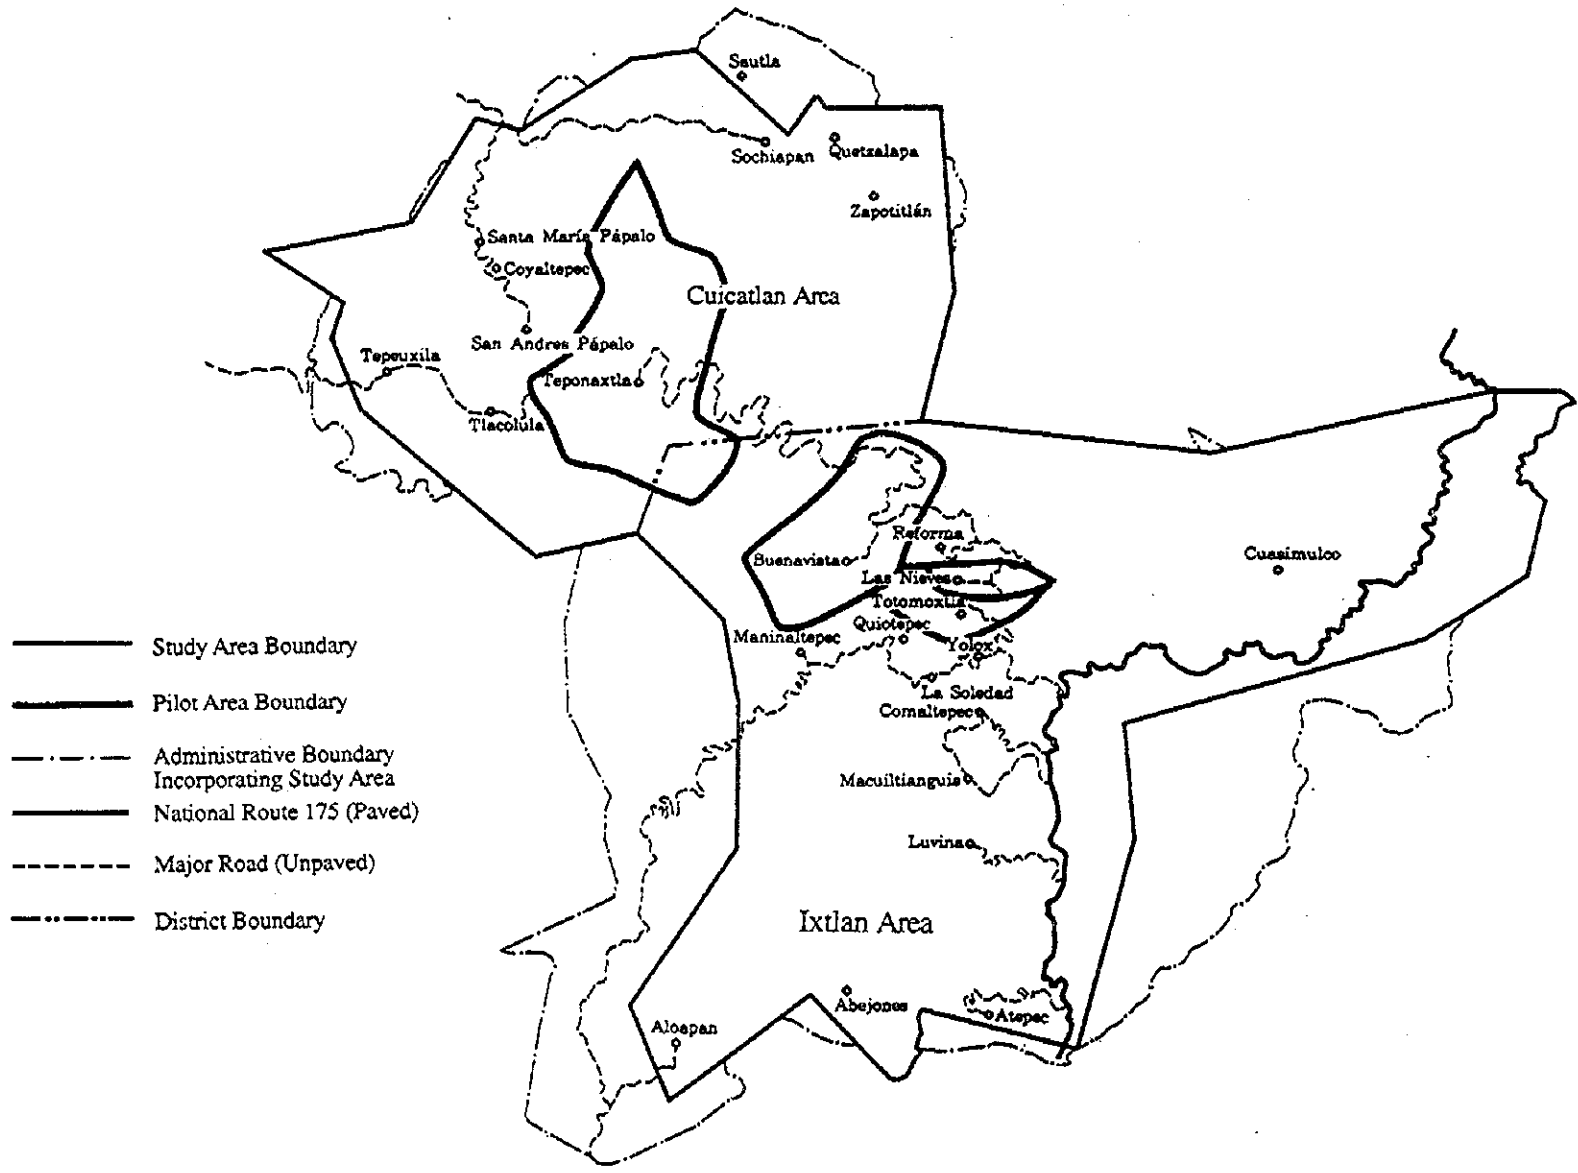 Sautla
Sochiapan
Quetzalapa
Zapotitlán
Santa María Pápalo
Coyaltepec
Cuicatlan Area
San Andres Pápalo
Tepeuxila
Teponaxtla
Tlacolula
Reforma
Buenavista
Cuasimulco
Las Nieves
Totomoxtla
Quiotepec
Maninaltepec
Yolox
Study Area Boundary
La Soledad
Pilot Area Boundary
Comaltepec
Administrative Boundary
Incorporating Study Area
Macuiltianguis
National Route 175 (Paved)
Luvina
Major Road (Unpaved)
District Boundary
Ixtlan Area
Abejones
Atepec
Aloapan